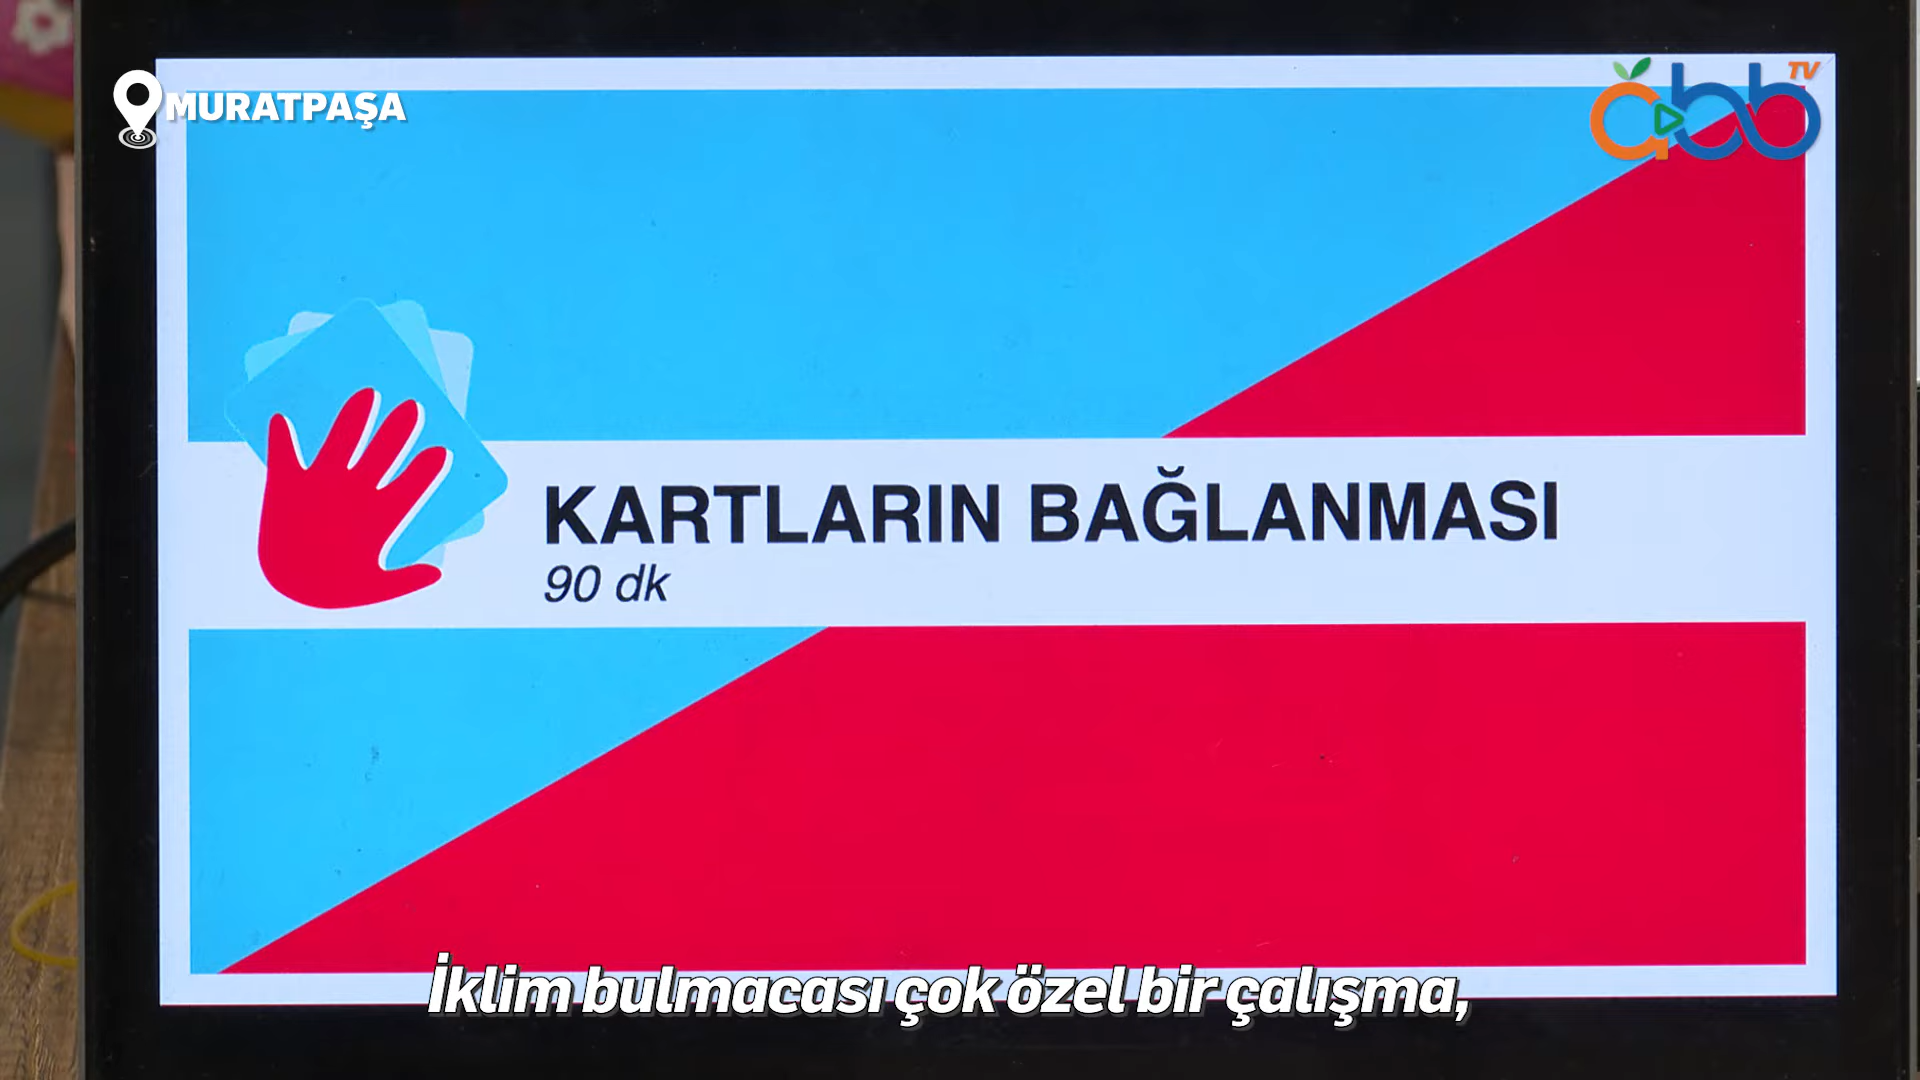 MURATPAŞA
abb TV
KARTLARIN BAĞLANMASI
90 dk
İklim bulmacası çok özel bir çalışma,